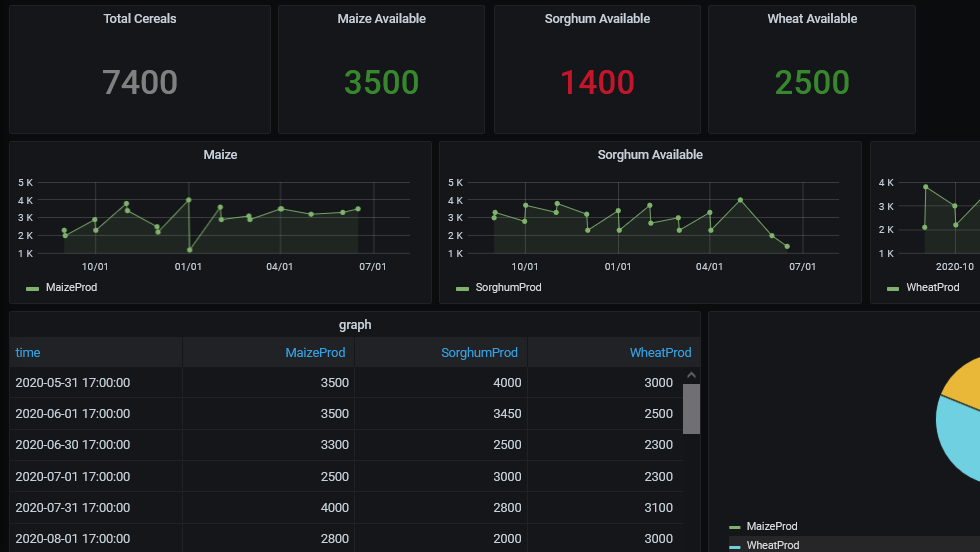 Total Cereals
Maize Available
Sorghum Available
Wheat Available
7400
3500
1400
2500
Maize
5 K
4 K
3 K
2 K
1 K
10/01
01/01
04/01
07/01
MaizeProd
Sorghum Available
5 K
4 K
3 K
2 K
1 K
10/01
01/01
04/01
07/01
SorghumProd
4 K
3 K
2 K
1 K
2020-10
WheatProd
graph
time MaizeProd SorghumProd WheatProd
2020-05-31 17:00:00 3500 4000 3000
2020-06-01 17:00:00 3500 3450 2500
2020-06-30 17:00:00 3300 2500 2300
2020-07-01 17:00:00 2500 3000 2300
2020-07-31 17:00:00 4000 2800 3100
2020-08-01 17:00:00 2800 2000 3000
MaizeProd
WheatProd